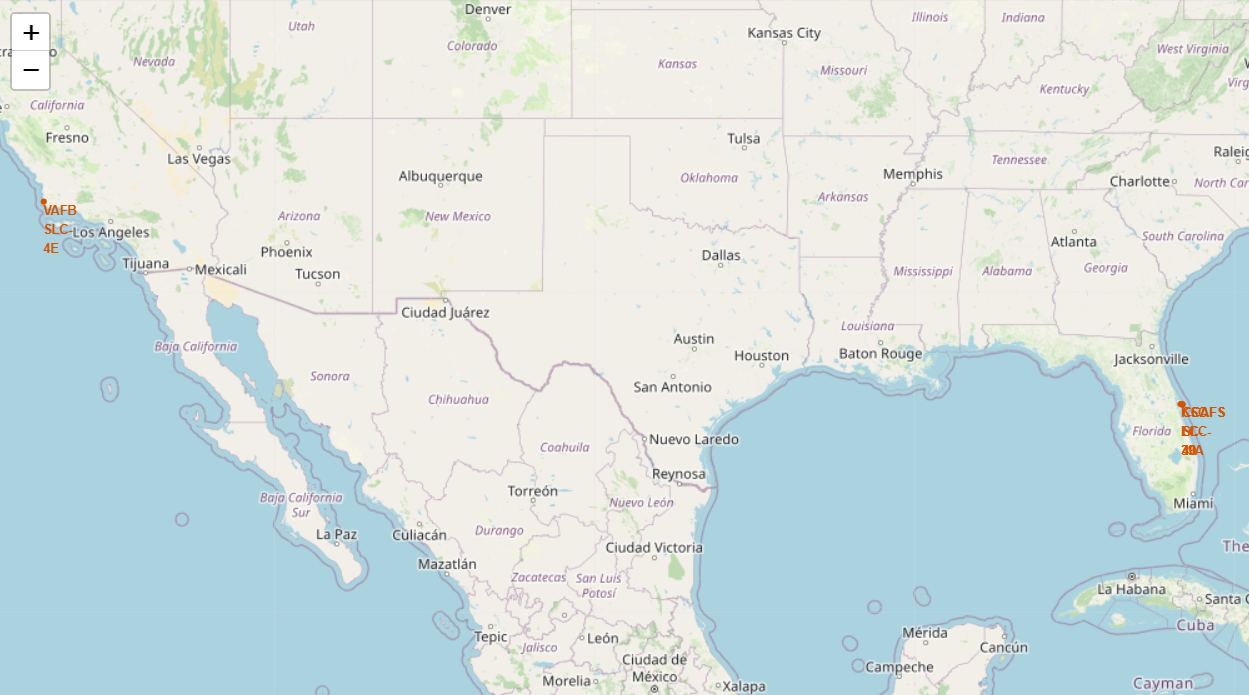 +
−
Denver
Utah
Colorado
Nevada
Kansas City
Kansas
Missouri
Illinois
Indiana
West Virginia
Kentucky
California
Fresno
Las Vegas
Tulsa
Tennessee
Albuquerque
Oklahoma
Memphis
Charlotte
Arkansas
VAFB
SLC-
4E
Los Angeles
Arizona
New Mexico
Atlanta
South Carolina
Phoenix
Dallas
Tijuana
Mexicali
Tucson
Mississippi
Alabama
Georgia
Ciudad Juárez
Louisiana
Baja California
Austin
Houston
Baton Rouge
Jacksonville
Sonora
San Antonio
Chihuahua
Florida
Coahuila
Nuevo Laredo
Reynosa
Torreón
Nuevo León
Miami
Baja California
Sur
La Paz
Culiacán
Durango
Ciudad Victoria
The
Mazatlán
Zacatecas
San Luis
Potosí
La Habana
Cuba
Tepic
León
Jalisco
Mérida
Cancún
Ciudad de
México
Campeche
Morelia
Xalapa
Cayman